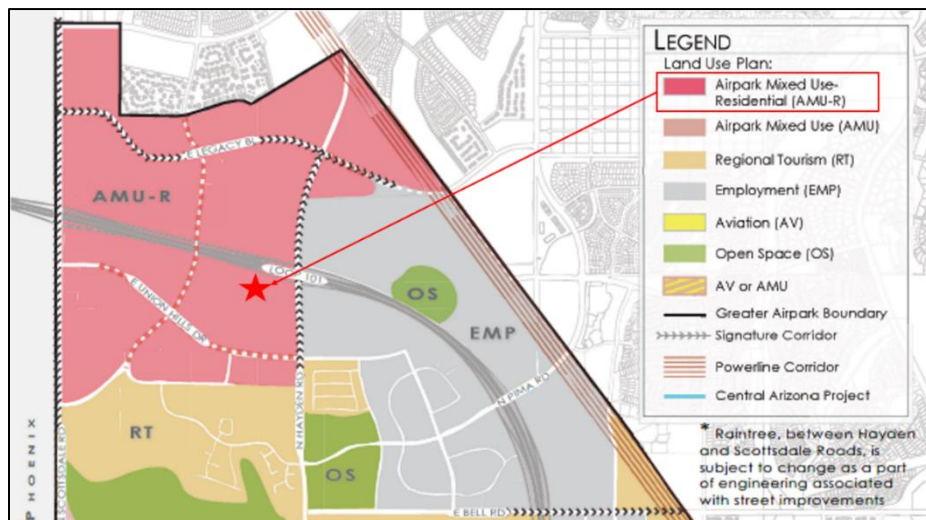 LEGEND
Land Use Plan:
Airpark Mixed Use-
Residential (AMU-R)
Airpark Mixed Use (AMU)
Regional Tourism (RT)
Employment (EMP)
Aviation (AV)
Open Space (OS)
AV or AMU
Greater Airpark Boundary
Signature Corridor
Powerline Corridor
Central Arizona Project
* Raintree, between Hayden
and Scottsdale Roads, is
subject to change as a part
of engineering associated
with street improvements
E LEGACY BL
AMU-R
LOOP 101
E UNION HILLS DR
OS
EMP
N PIMA RD
N HAYDEN RD
RT
OS
SCOTTSDALE RD
PHOENIX
E BELL RD